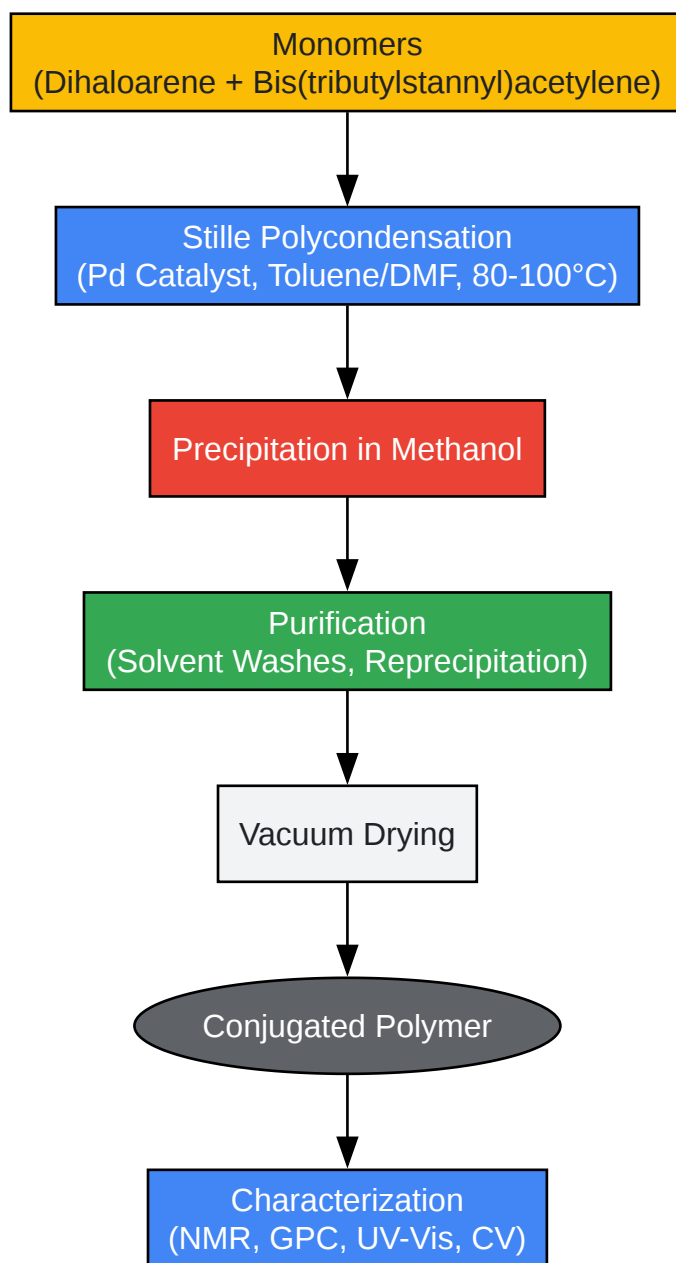 Monomers
(Dihaloarene + Bis(tributylstannyl)acetylene)
Stille Polycondensation
(Pd Catalyst, Toluene/DMF, 80-100°C)
Precipitation in Methanol
Purification
(Solvent Washes, Reprecipitation)
Vacuum Drying
Conjugated Polymer
Characterization
(NMR, GPC, UV-Vis, CV)